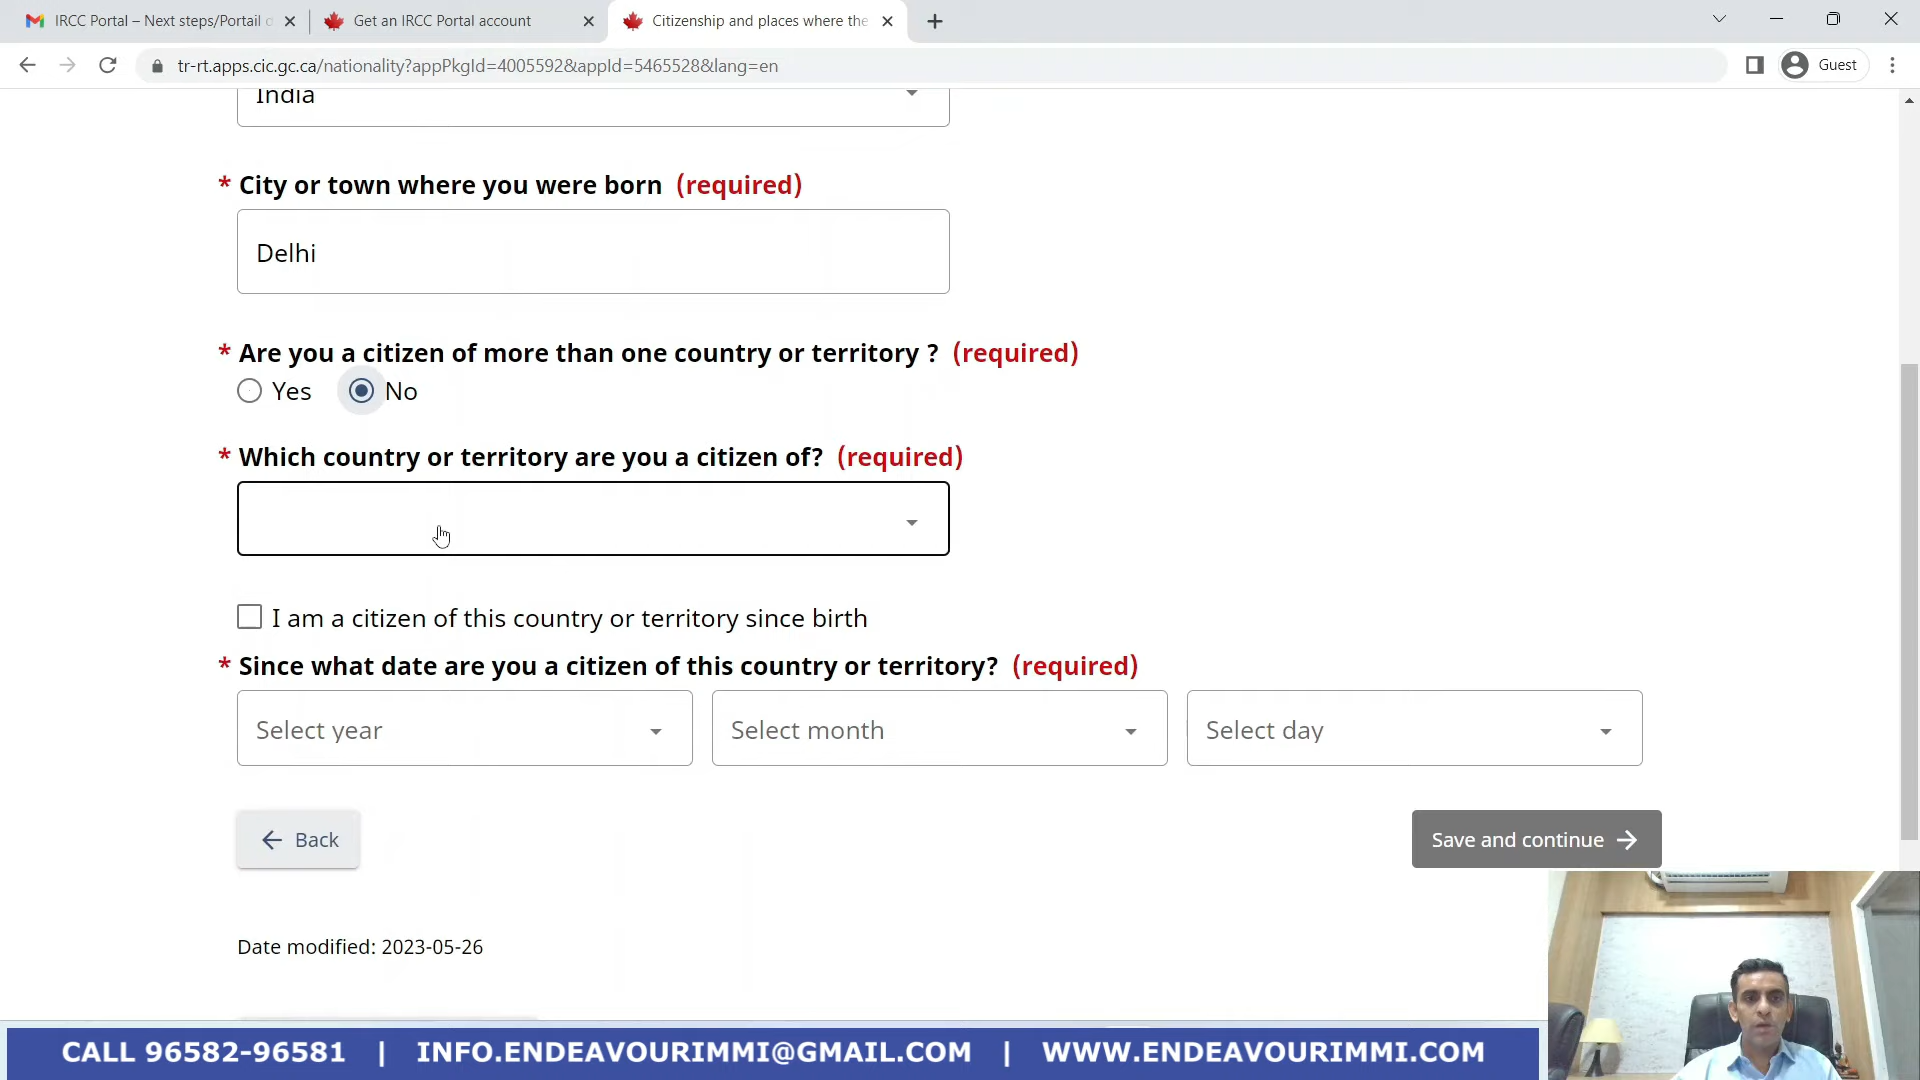 IRCC Portal – Next steps/Portail d
Get an IRCC Portal account
Citizenship and places where the
tr-rt.apps.cic.gc.ca/nationality?appPkgId=4005592&appId=5465528&lang=en
Guest
India
* City or town where you were born (required)
Delhi
* Are you a citizen of more than one country or territory ? (required)
Yes No
* Which country or territory are you a citizen of? (required)
I am a citizen of this country or territory since birth
* Since what date are you a citizen of this country or territory? (required)
Select year Select month Select day
Back Save and continue
Date modified: 2023-05-26
CALL 96582-96581 | INFO.ENDEAVOURIMMI@GMAIL.COM | WWW.ENDEAVOURIMMI.COM